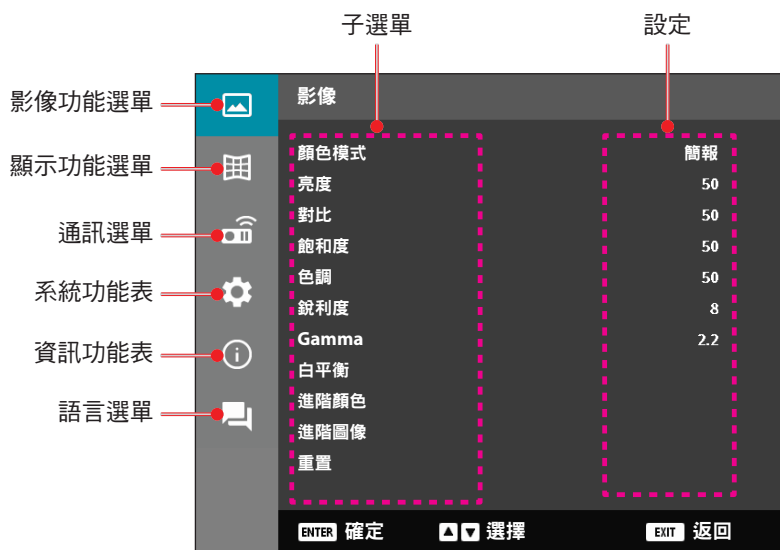 子選單 設定
影像功能選單 影像
顯示功能選單 顏色模式 簡報
亮度 50
通訊選單 對比 50
飽和度 50
系統功能表 色調 50
銳利度 8
資訊功能表 Gamma 2.2
白平衡
語言選單 進階顏色
進階圖像
重置
ENTER 確定 選擇 EXIT 返回